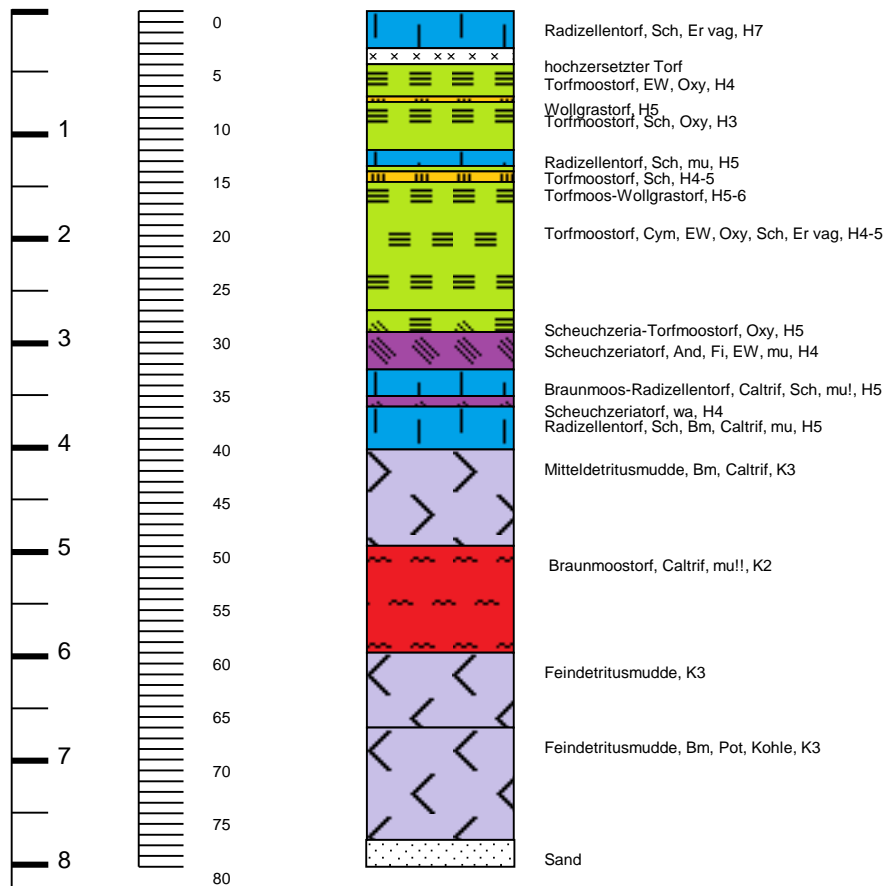 0
Radizellentorf, Sch, Er vag, H7
hochzersetzter Torf
5
Torfmoostorf, EW, Oxy, H4
Wollgrastorf, H5
Torfmoostorf, Sch, Oxy, H3
1
10
Radizellentorf, Sch, mu, H5
Torfmoostorf, Sch, H4-5
15
Torfmoos-Wollgrastorf, H5-6
2
20
Torfmoostorf, Cym, EW, Oxy, Sch, Er vag, H4-5
25
Scheuchzeria-Torfmoostorf, Oxy, H5
3
30
Scheuchzeriatorf, And, Fi, EW, mu, H4
Braunmoos-Radizellentorf, Caltrif, Sch, mu!, H5
35
Scheuchzeriatorf, wa, H4
Radizellentorf, Sch, Bm, Caltrif, mu, H5
4
40
Mitteldetritusmudde, Bm, Caltrif, K3
45
5
50
Braunmoostorf, Caltrif, mu!!, K2
55
6
60
Feindetritusmudde, K3
65
7
Feindetritusmudde, Bm, Pot, Kohle, K3
70
75
8
Sand
80